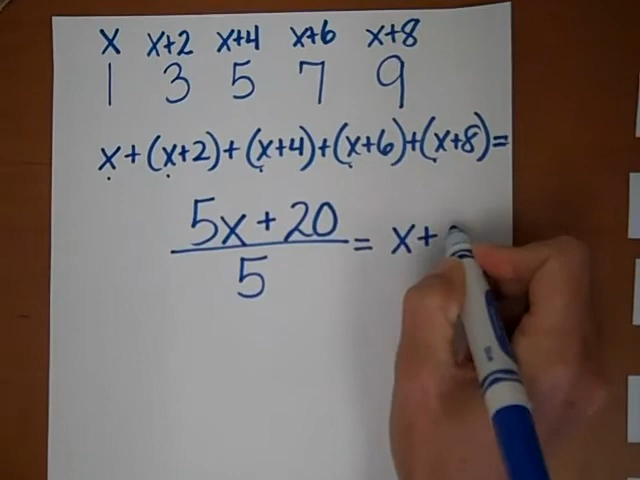 x x+2 x+4 x+6 x+8
1 3 5 7 9
x+(x+2)+(x+4)+(x+6)+(x+8)=
5x+20
= x+
5